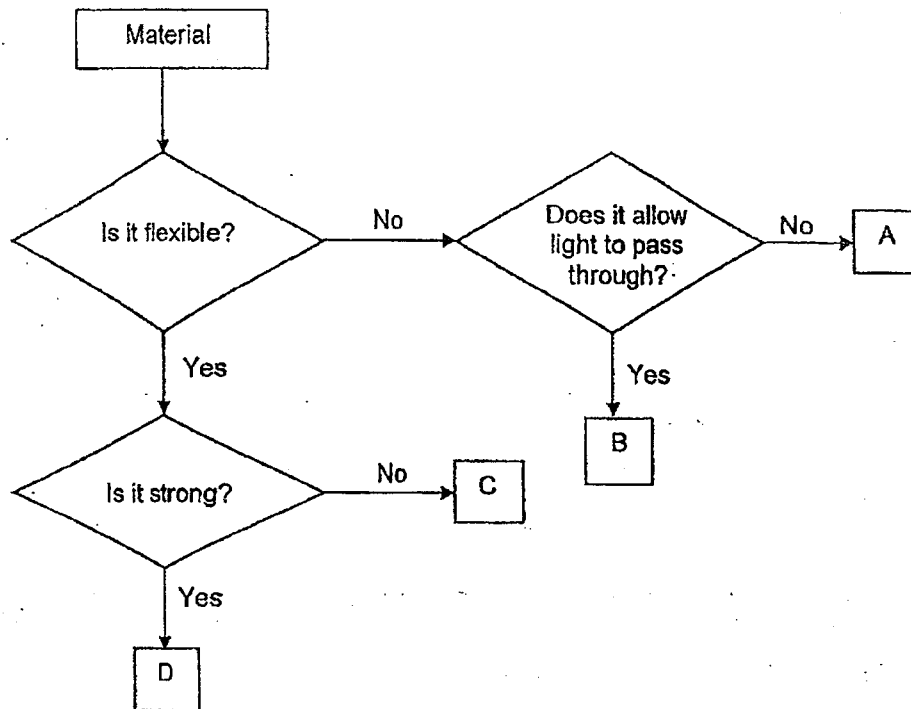 Material
Is it flexible?
No
Does it allow
light to pass
through?
No
A
Yes
Yes
B
Is it strong?
No
C
Yes
D